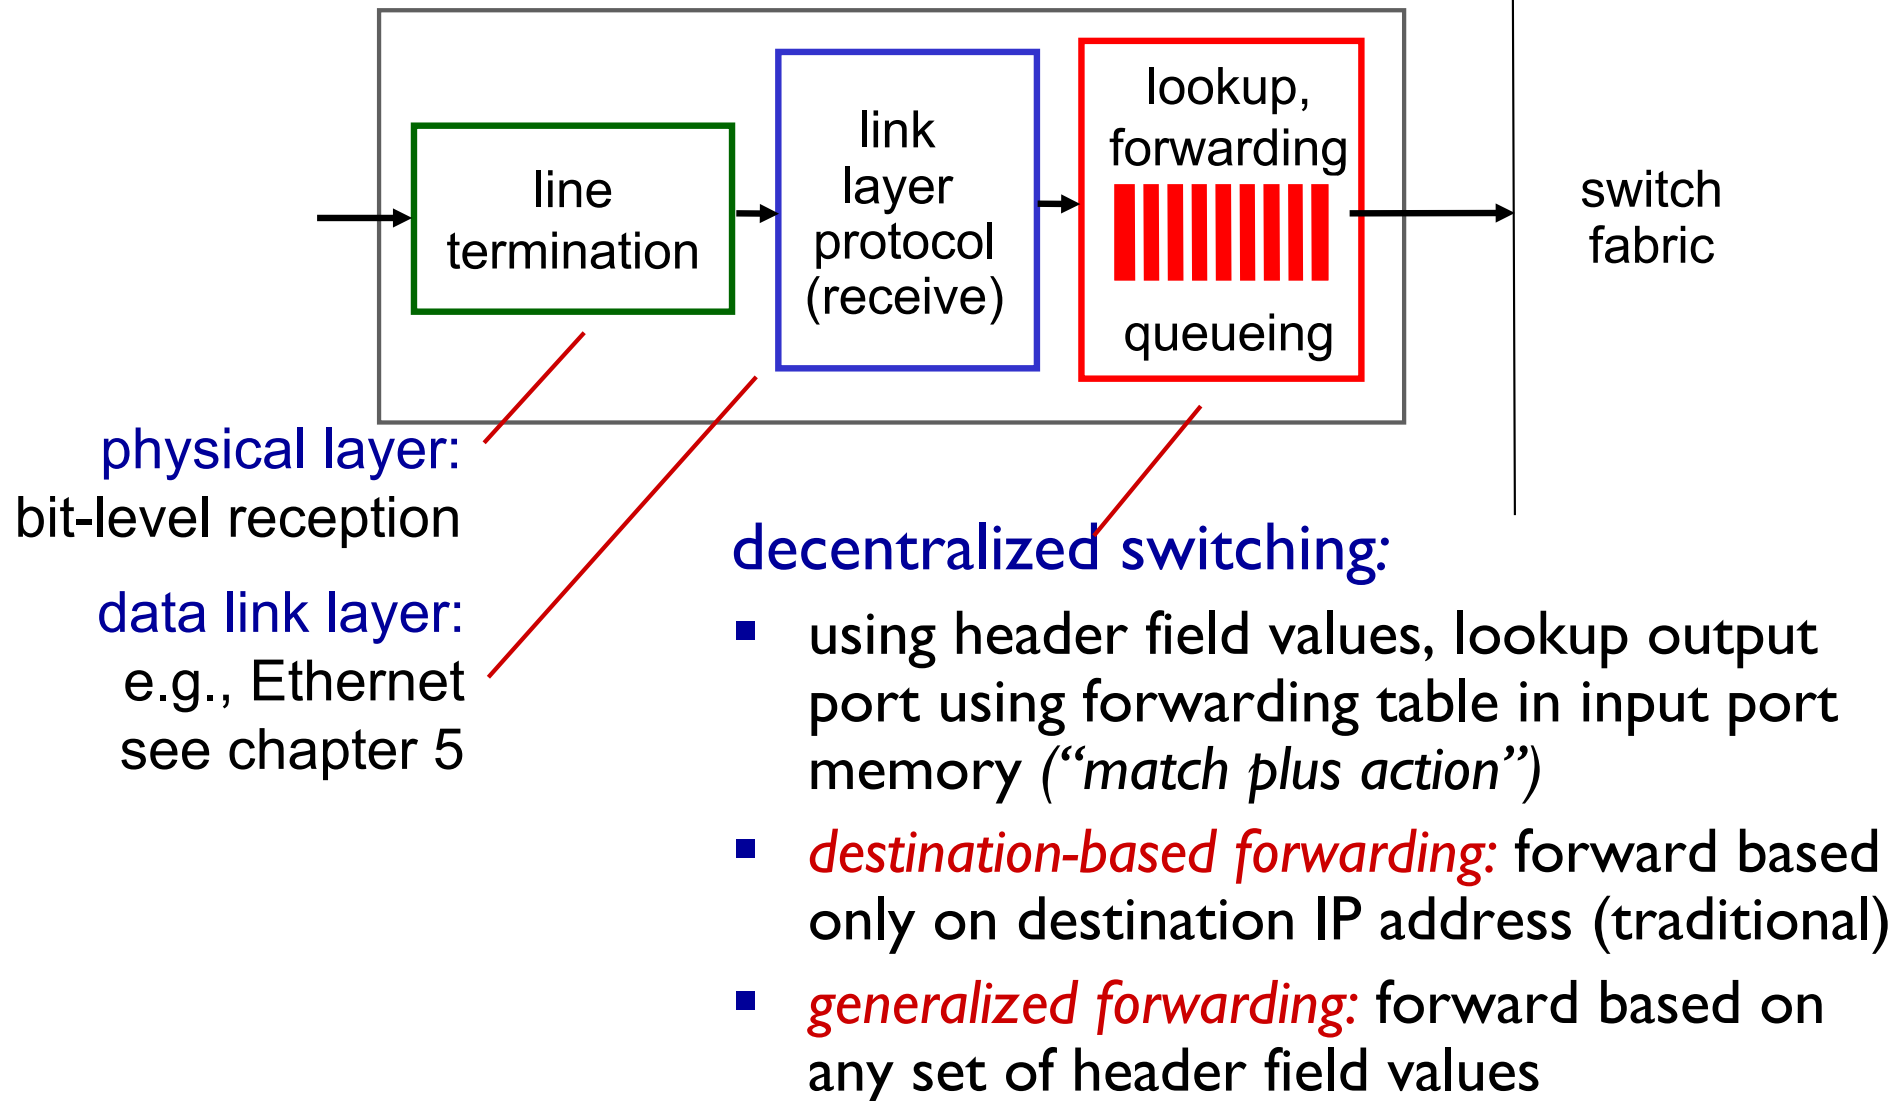 line
termination
link
layer
protocol
(receive)
lookup,
forwarding
queueing
switch
fabric
physical layer:
bit-level reception
data link layer:
e.g., Ethernet
see chapter 5
decentralized switching:
▪ using header field values, lookup output
port using forwarding table in input port
memory (“match plus action”)
▪ destination-based forwarding: forward based
only on destination IP address (traditional)
▪ generalized forwarding: forward based on
any set of header field values